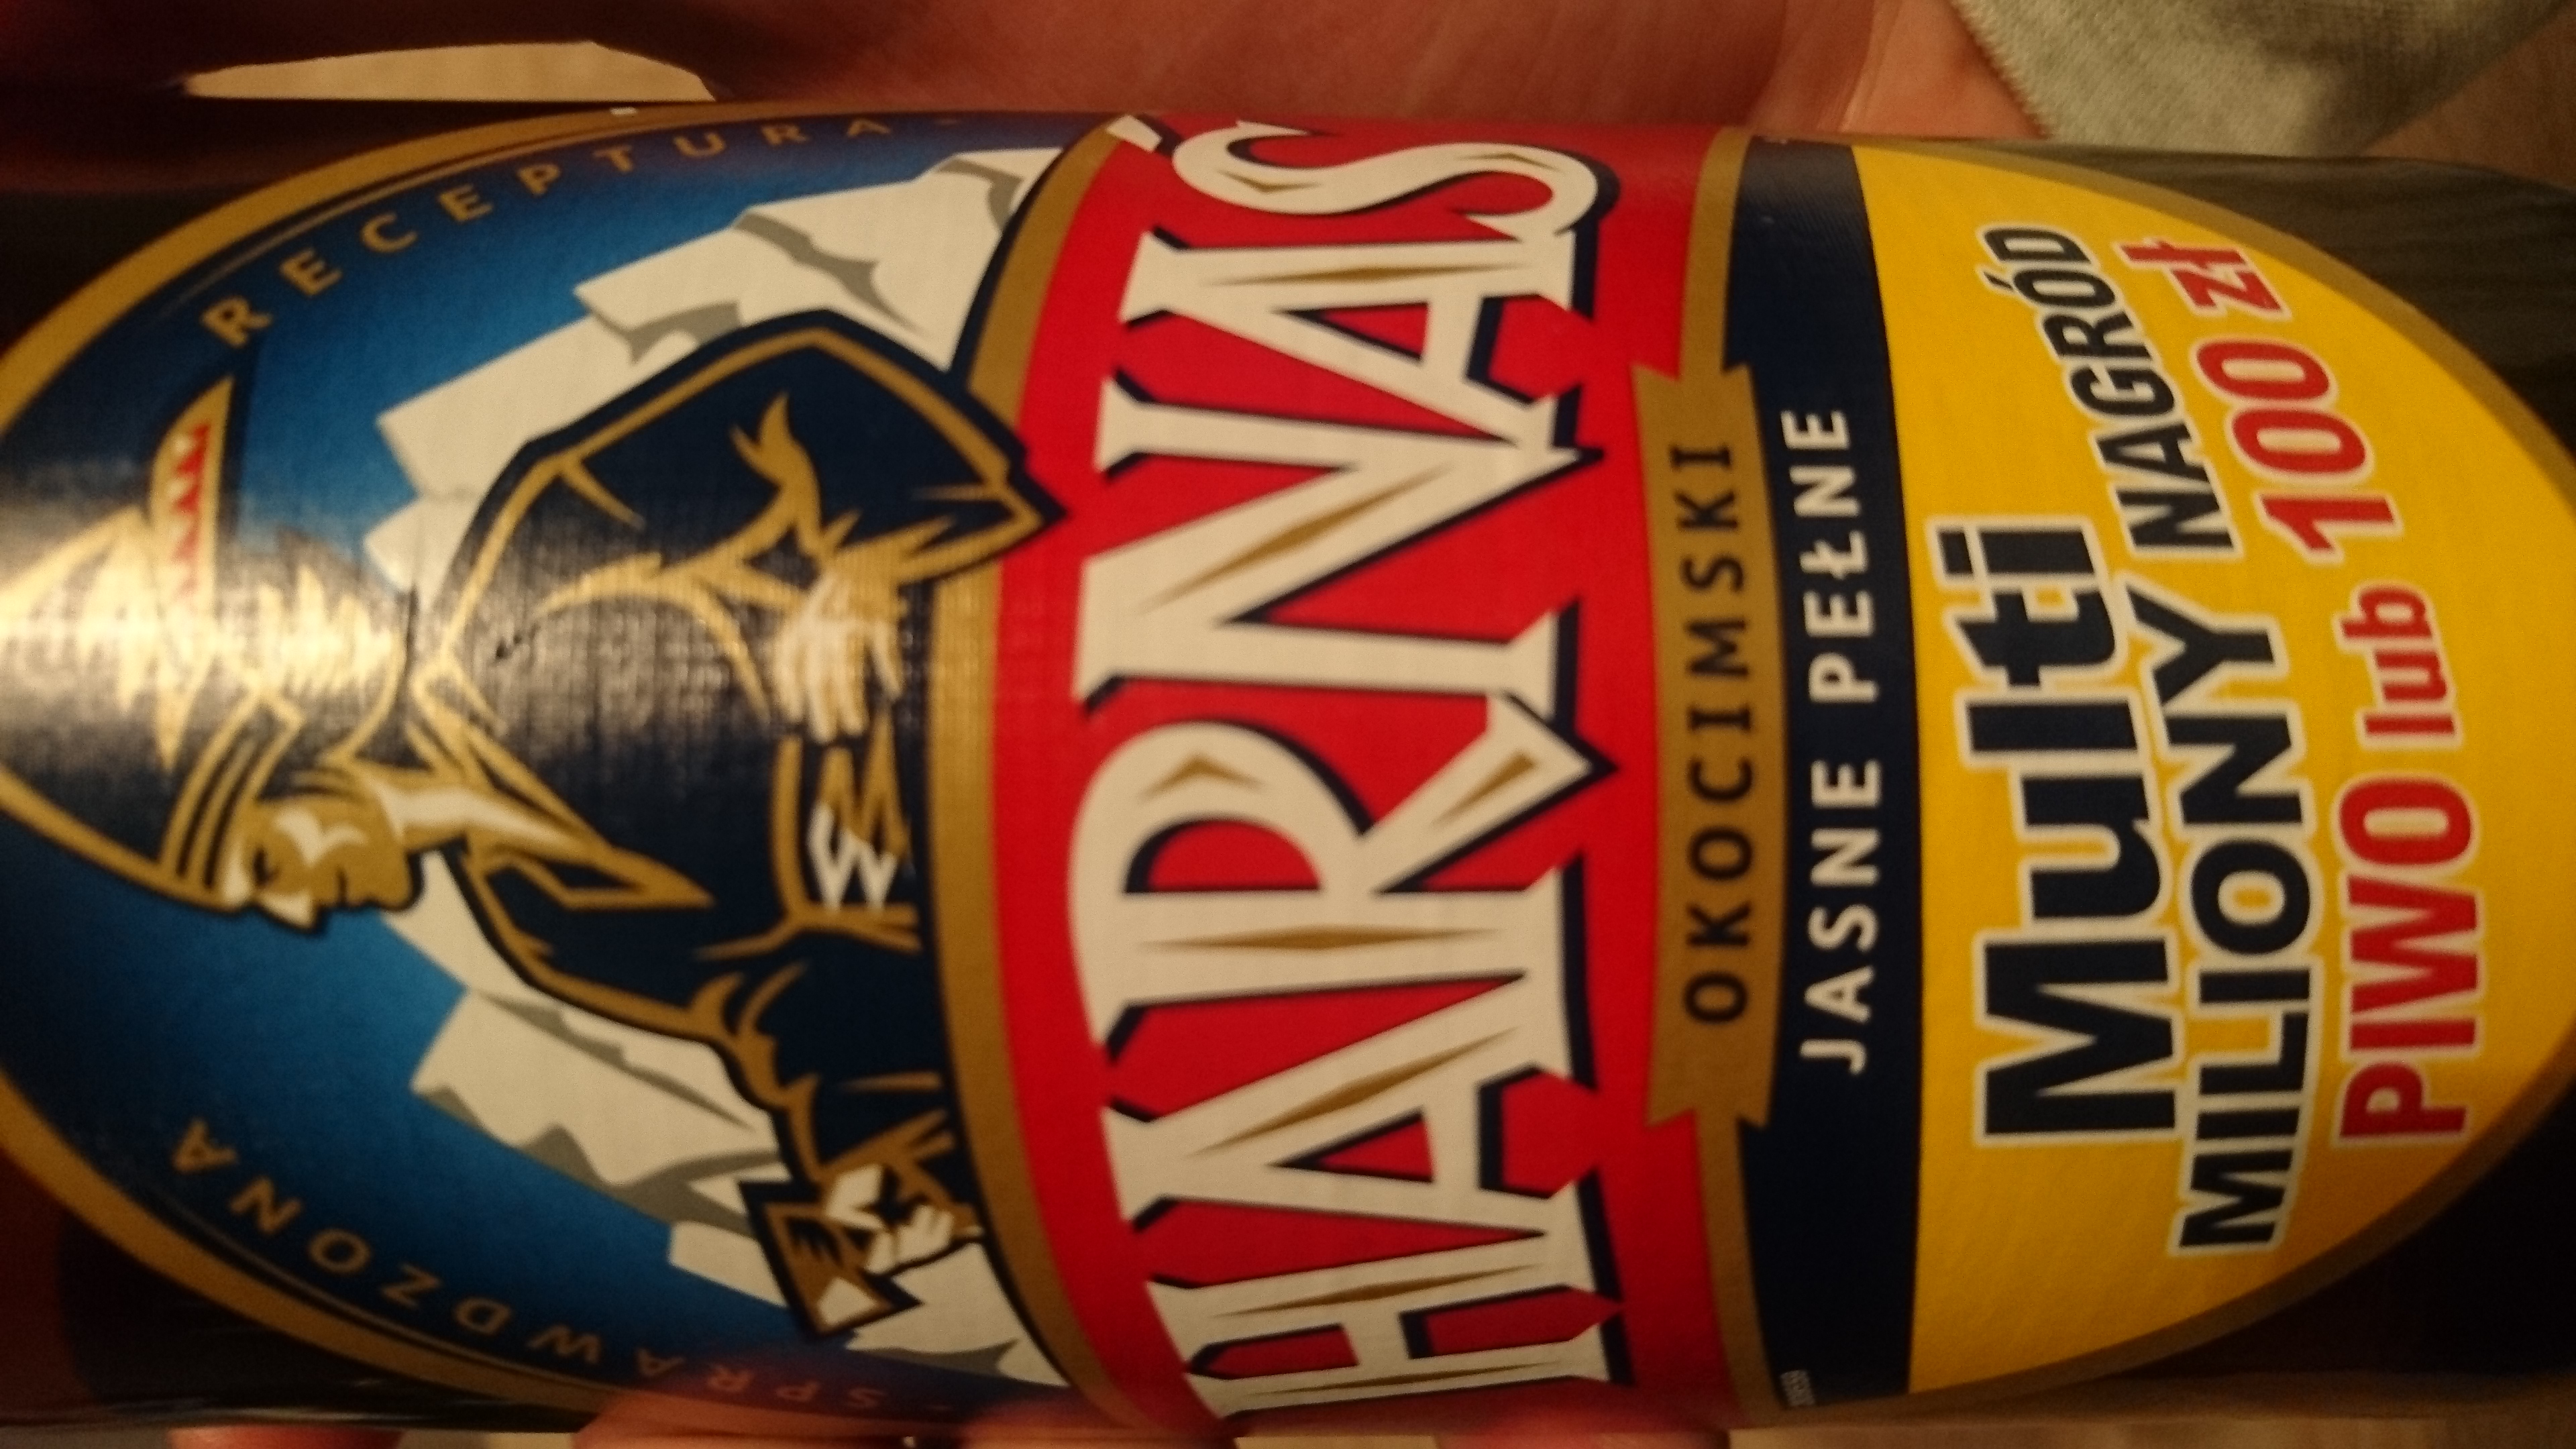 SPRAWDZONA RECEPTURA
HARNAŚ
OKOCIMSKI
JASNE PEŁNE
Multi
MILIONY NAGRÓD
PIWO lub 100 zł